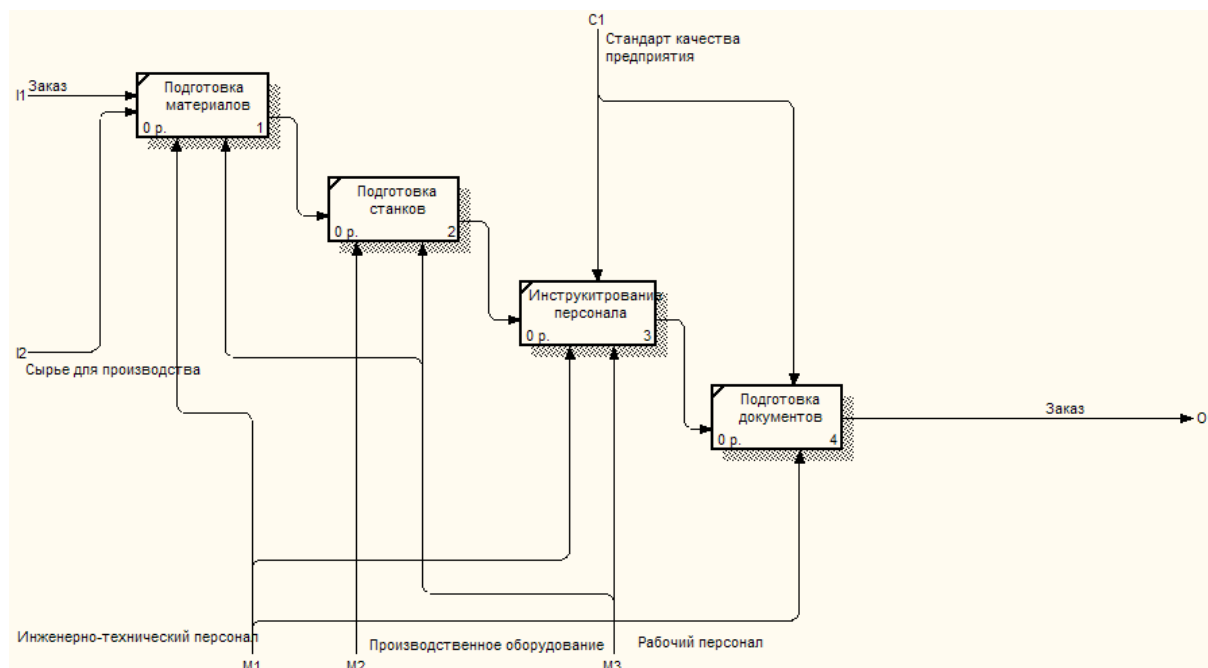 C1
Стандарт качества
предприятия
I1
Заказ
Подготовка
материалов
0 р.
1
Подготовка
станков
0 р.
2
Инструкитрование
персонала
0 р.
3
I2
Сырье для производства
Подготовка
документов
0 р.
4
Заказ
O
Инженерно-технический персонал
Производственное оборудование
Рабочий персонал
M1
M2
M3